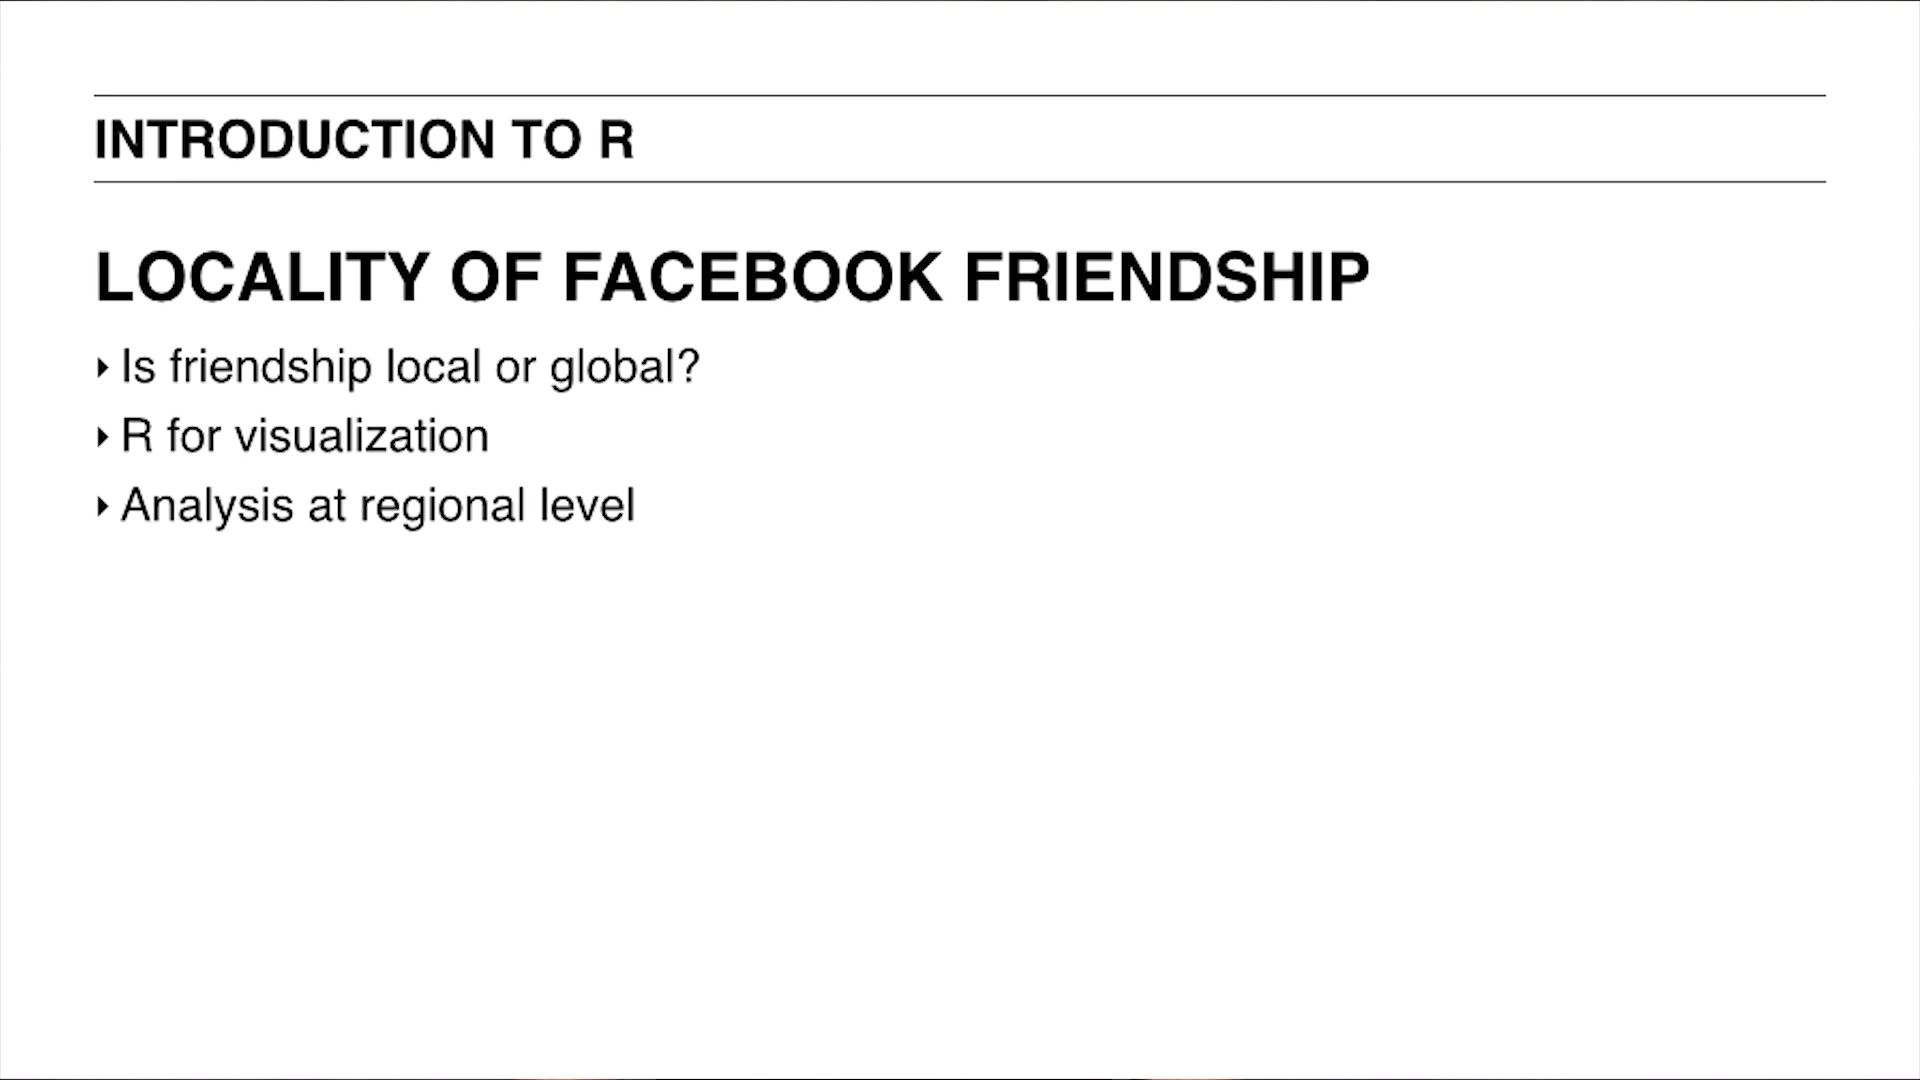 INTRODUCTION TO R
LOCALITY OF FACEBOOK FRIENDSHIP
‣ Is friendship local or global?
‣ R for visualization
‣ Analysis at regional level